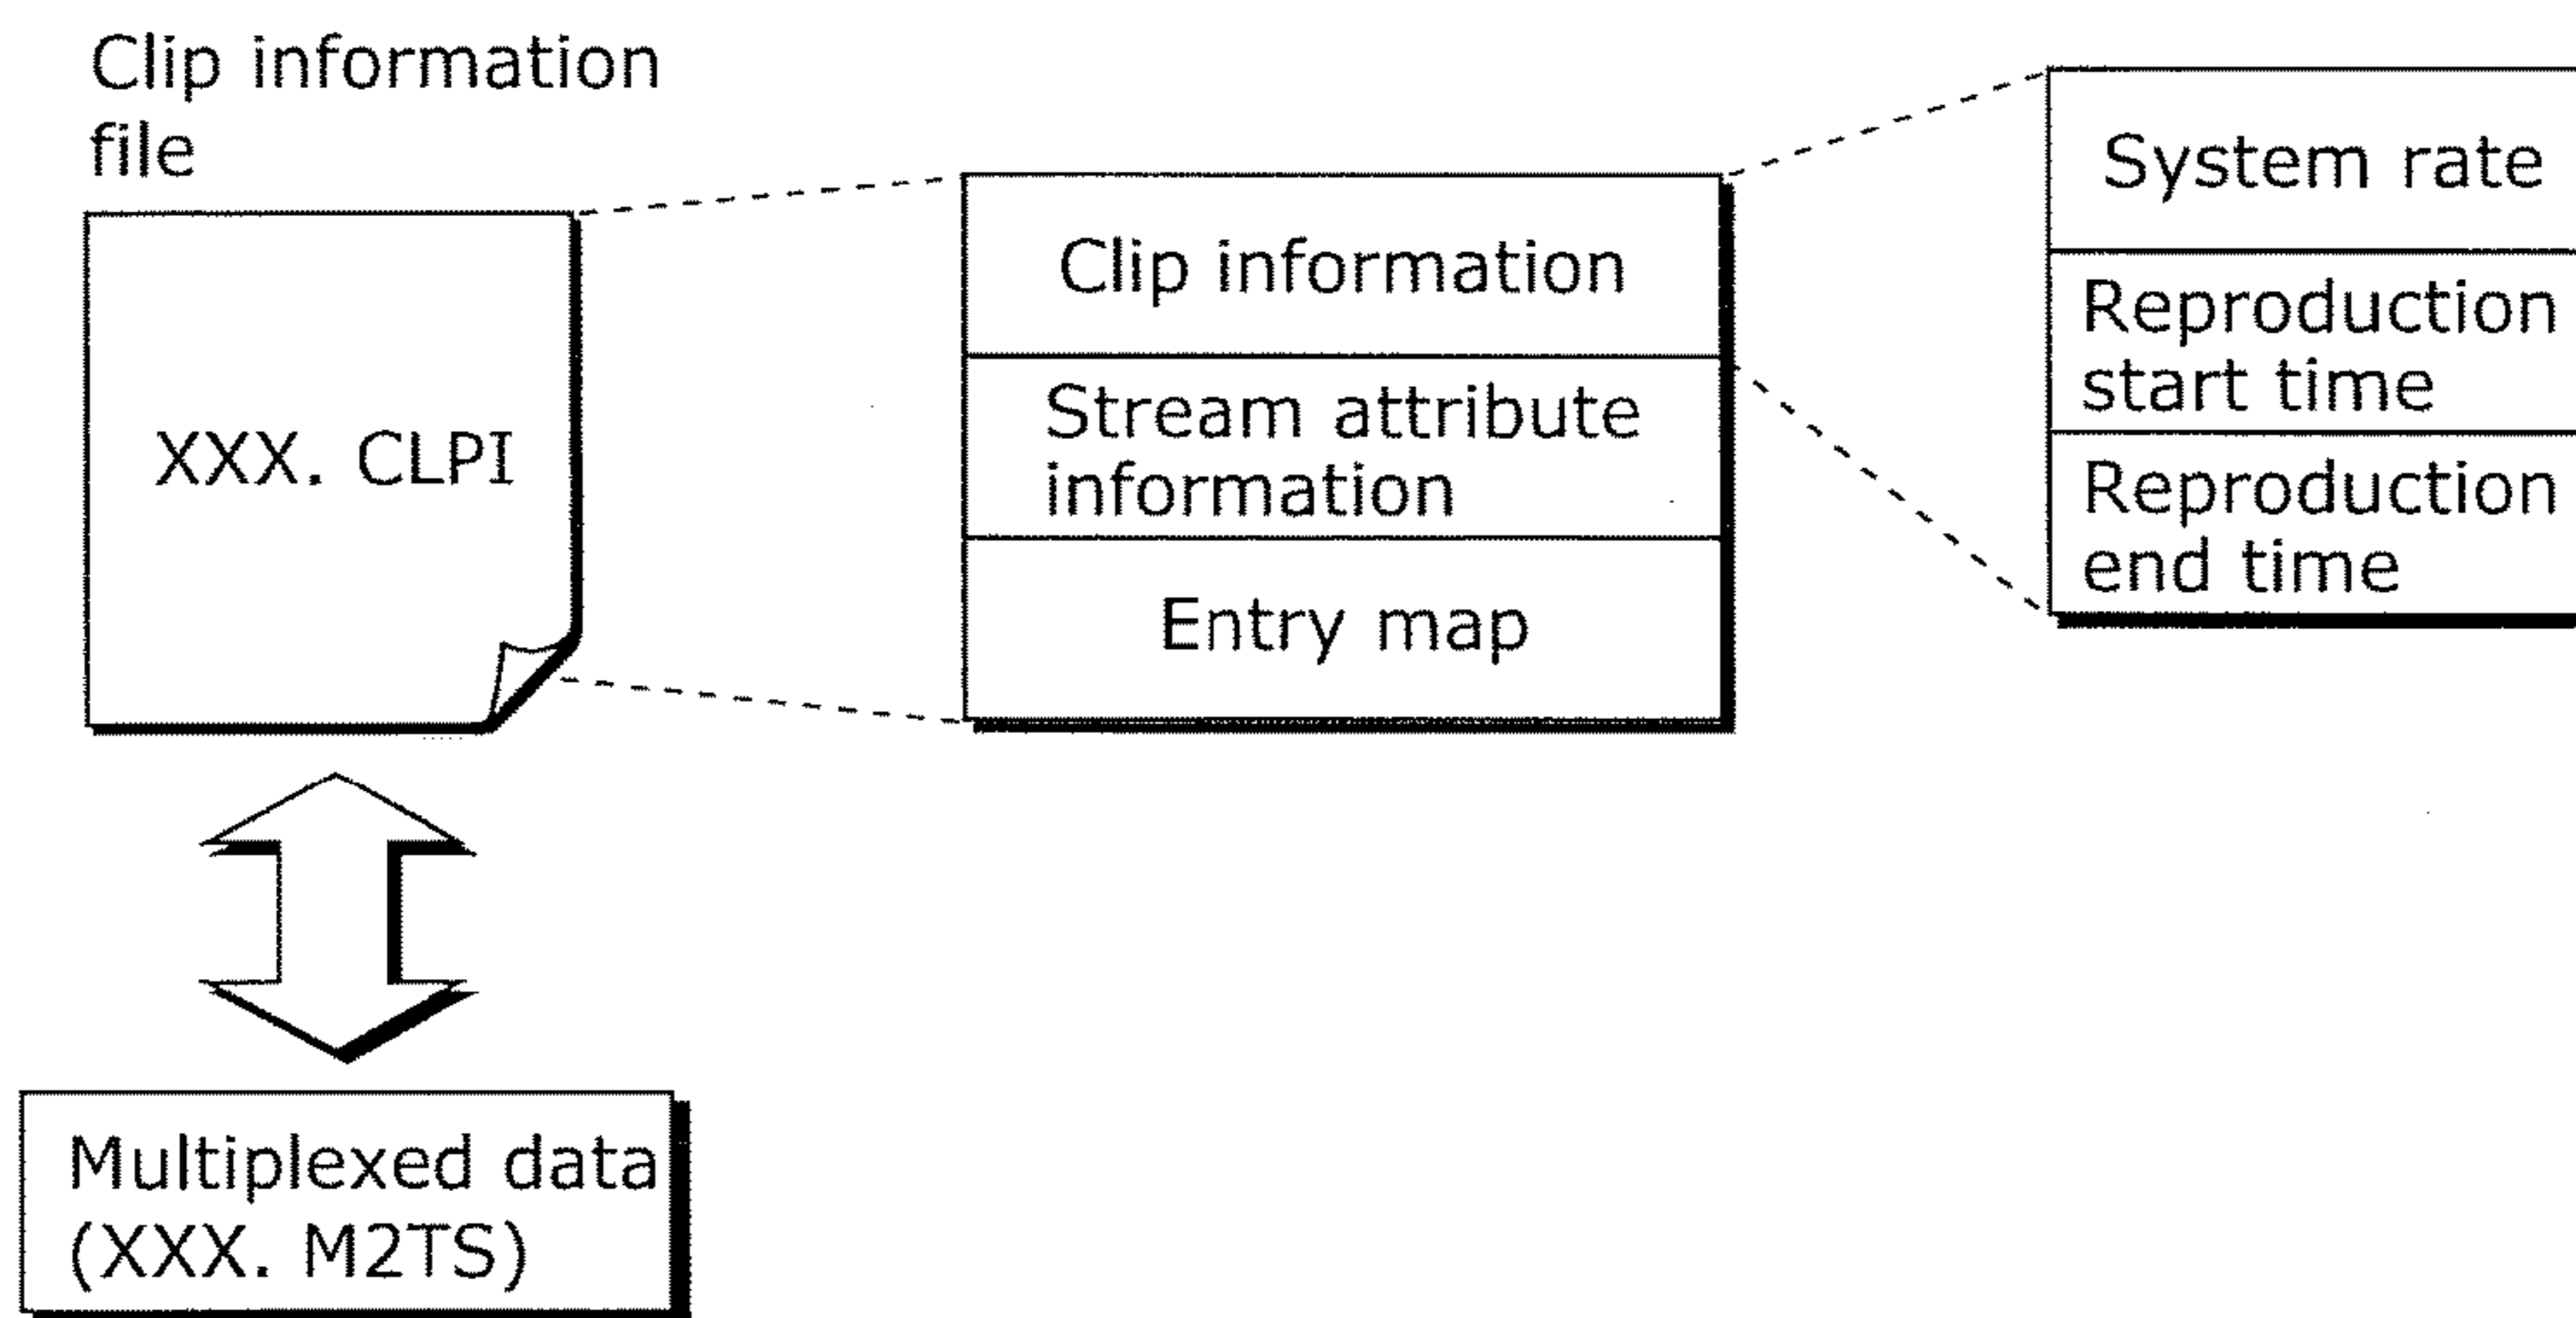 Clip information
file
XXX. CLPI
Clip information
Stream attribute
information
Entry map
System rate
Reproduction
start time
Reproduction
end time
Multiplexed data
(XXX. M2TS)